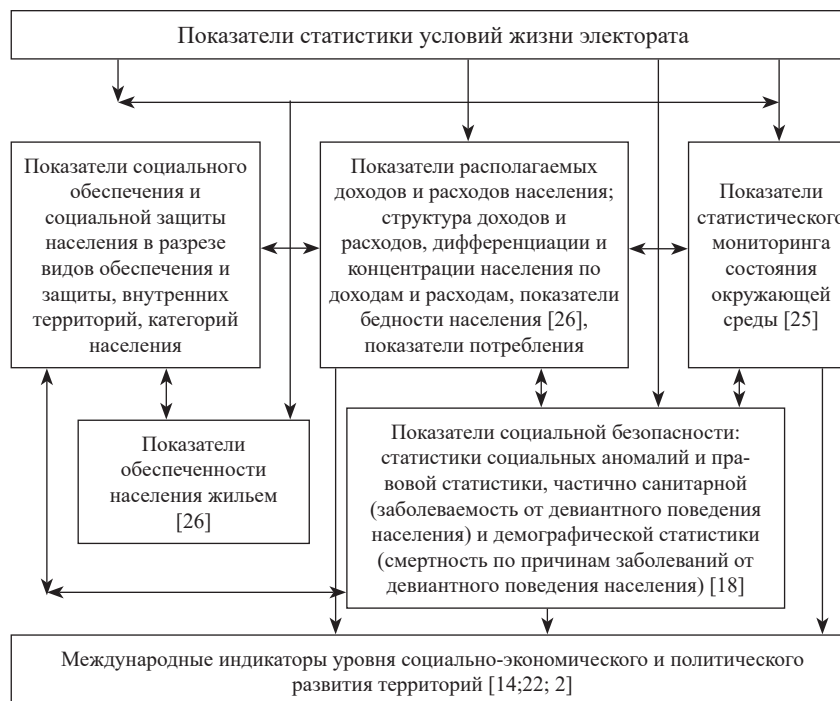 Показатели статистики условий жизни электората
Показатели социального
обеспечения и
социальной защиты
населения в разрезе
видов обеспечения и
защиты, внутренних
территорий, категорий
населения
Показатели располагаемых
доходов и расходов населения;
структура доходов и
расходов, дифференциации и
концентрации населения по
доходам и расходам, показатели
бедности населения [26],
показатели потребления
Показатели
статистического
мониторинга
состояния
окружающей
среды [25]
Показатели
обеспеченности
населения жильем
[26]
Показатели социальной безопасности:
статистики социальных аномалий и пра-
вовой статистики, частично санитарной
(заболеваемость от девиантного поведения
населения) и демографической статистики
(смертность по причинам заболеваний от
девиантного поведения населения) [18]
Международные индикаторы уровня социально-экономического и политического
развития территорий [14;22; 2]